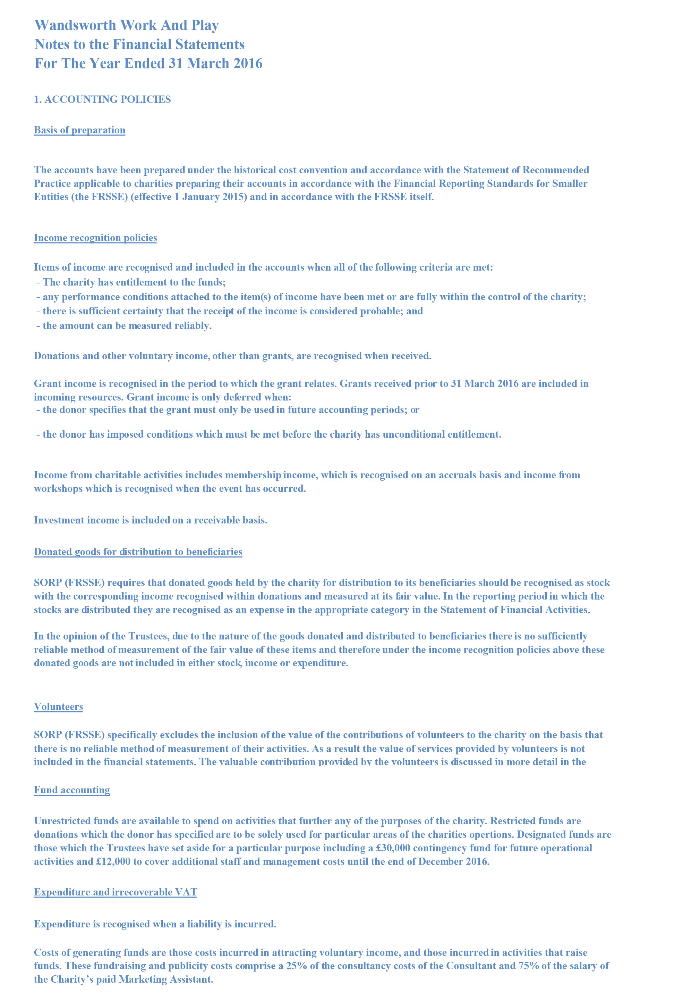 Wandsworth Work And Play
Notes to the Financial Statements
For The Year Ended 31 March 2016
1. ACCOUNTING POLICIES
Basis of preparation
The accounts have been prepared under the historical cost convention and accordance with the Statement of Recommended
Practice applicable to charities preparing their accounts in accordance with the Financial Reporting Standards for Smaller
Entities (the FRSSE) (effective 1 January 2015) and in accordance with the FRSSE itself.
Income recognition policies
Items of income are recognised and included in the accounts when all of the following criteria are met:
- The charity has entitlement to the funds;
- any performance conditions attached to the item(s) of income have been met or are fully within the control of the charity;
- there is sufficient certainty that the receipt of the income is considered probable; and
- the amount can be measured reliably.
Donations and other voluntary income, other than grants, are recognised when received.
Grant income is recognised in the period to which the grant relates. Grants received prior to 31 March 2016 are included in
incoming resources. Grant income is only deferred when:
- the donor specifies that the grant must only be used in future accounting periods; or
- the donor has imposed conditions which must be met before the charity has unconditional entitlement.
Income from charitable activities includes membership income, which is recognised on an accruals basis and income from
workshops which is recognised when the event has occurred.
Investment income is included on a receivable basis.
Donated goods for distribution to beneficiaries
SORP (FRSSE) requires that donated goods held by the charity for distribution to its beneficiaries should be recognised as stock
with the corresponding income recognised within donations and measured at its fair value. In the reporting period in which the
stocks are distributed they are recognised as an expense in the appropriate category in the Statement of Financial Activities.
In the opinion of the Trustees, due to the nature of the goods donated and distributed to beneficiaries there is no sufficiently
reliable method of measurement of the fair value of these items and therefore under the income recognition policies above these
donated goods are not included in either stock, income or expenditure.
Volunteers
SORP (FRSSE) specifically excludes the inclusion of the value of the contributions of volunteers to the charity on the basis that
there is no reliable method of measurement of their activities. As a result the value of services provided by volunteers is not
included in the financial statements. The valuable contribution provided by the volunteers is discussed in more detail in the
Fund accounting
Unrestricted funds are available to spend on activities that further any of the purposes of the charity. Restricted funds are
donations which the donor has specified are to be solely used for particular areas of the charities opertions. Designated funds are
those which the Trustees have set aside for a particular purpose including a £30,000 contingency fund for future operational
activities and £12,000 to cover additional staff and management costs until the end of December 2016.
Expenditure and irrecoverable VAT
Expenditure is recognised when a liability is incurred.
Costs of generating funds are those costs incurred in attracting voluntary income, and those incurred in activities that raise
funds. These fundraising and publicity costs comprise a 25% of the consultancy costs of the Consultant and 75% of the salary of
the Charity’s paid Marketing Assistant.